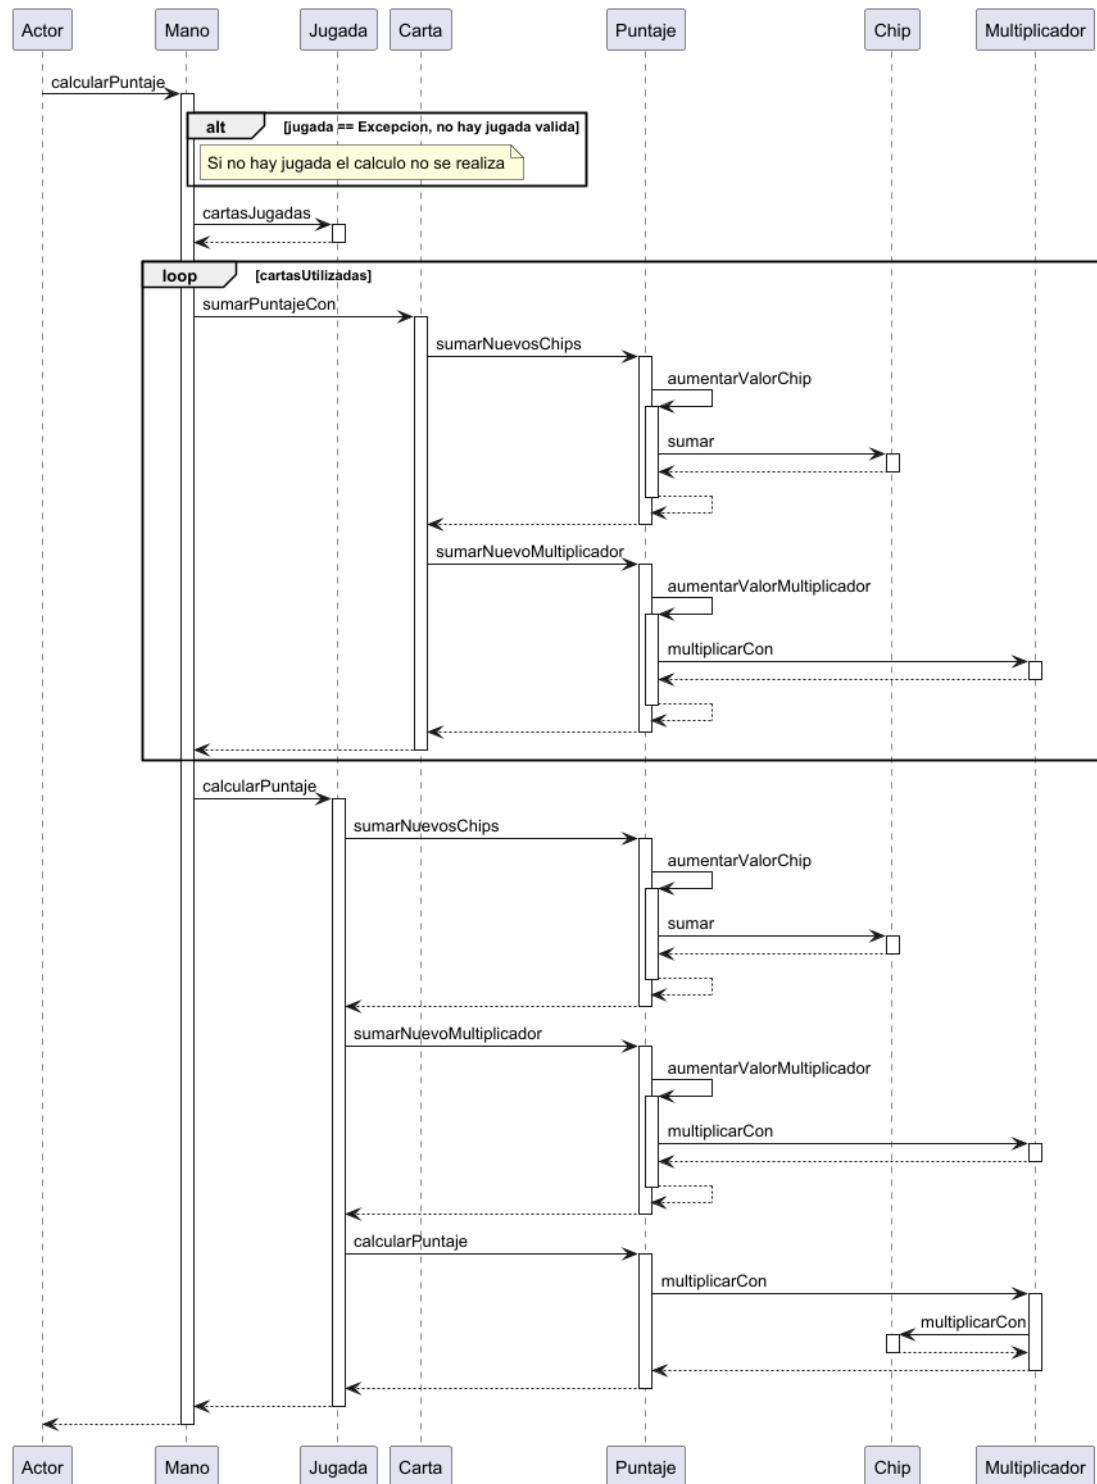 Actor Mano Jugada Carta Puntaje Chip Multiplicador
calcularPuntaje
alt [jugada == Excepcion, no hay jugada valida]
Si no hay jugada el calculo no se realiza
cartasJugadas
loop [cartasUtilizadas]
sumarPuntajeCon
sumarNuevosChips
aumentarValorChip
sumar
sumarNuevoMultiplicador
aumentarValorMultiplicador
multiplicarCon
calcularPuntaje
sumarNuevosChips
aumentarValorChip
sumar
sumarNuevoMultiplicador
aumentarValorMultiplicador
multiplicarCon
calcularPuntaje
multiplicarCon
multiplicarCon
Actor Mano Jugada Carta Puntaje Chip Multiplicador